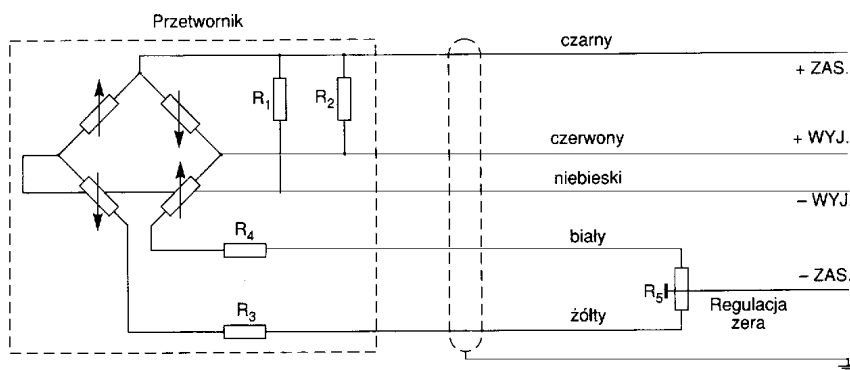 Przetwornik
czarny
+ ZAS.
R1
R2
czerwony
+ WYJ.
niebieski
– WYJ.
R4
biały
– ZAS.
R5
Regulacja
zera
R3
żółty